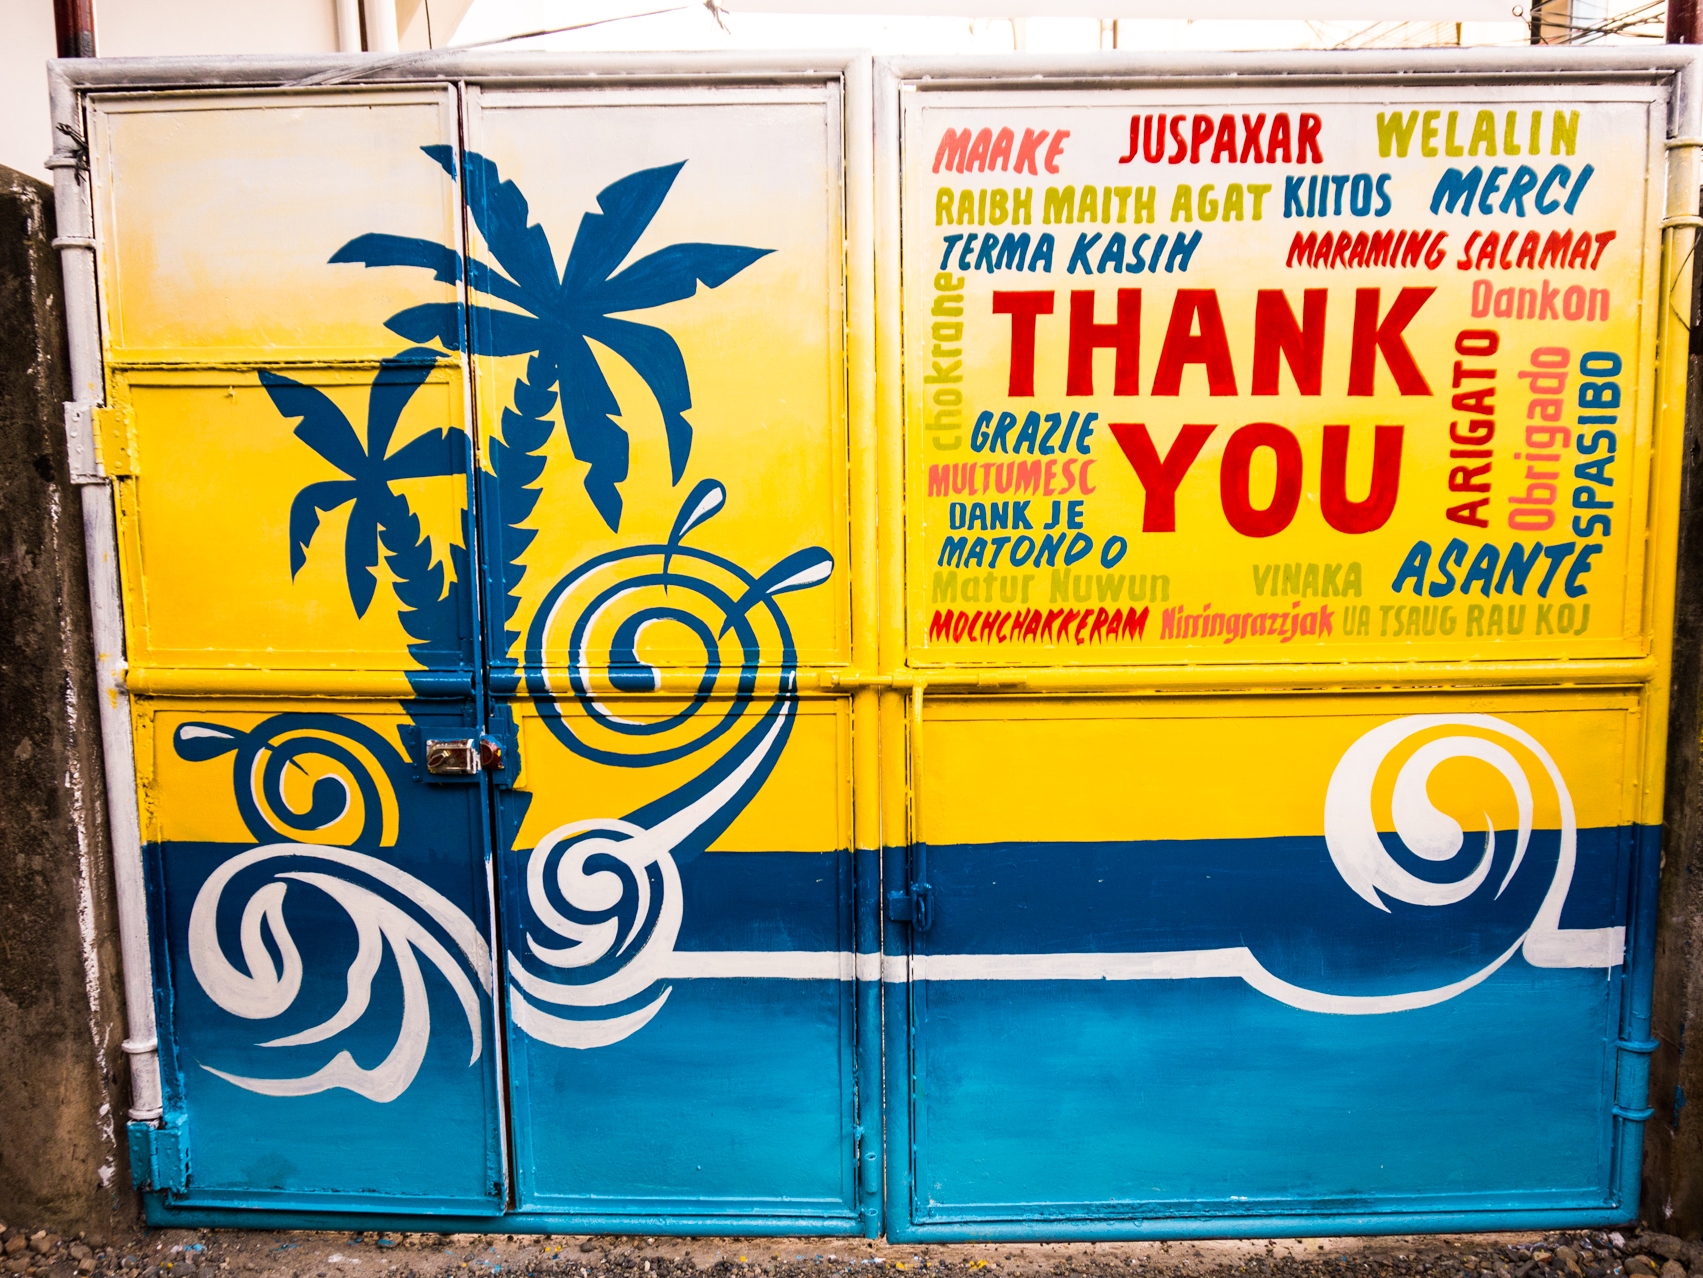 MAAKE JUSPAXAR WELALIN
RAIBH MAITH AGAT KIITOS MERCI
TERMA KASIH MARAMING SALAMAT
chokrane
THANK
Dankon
GRAZIE
YOU
ARIGATO
Obrigado
SPASIBO
MULTUMESC
DANK JE
MATONDO
ASANTE
Matur Nuwun VINAKA
MOCHCHAKKERAM Nirringrazzjak UA TSAUG RAU KOJ